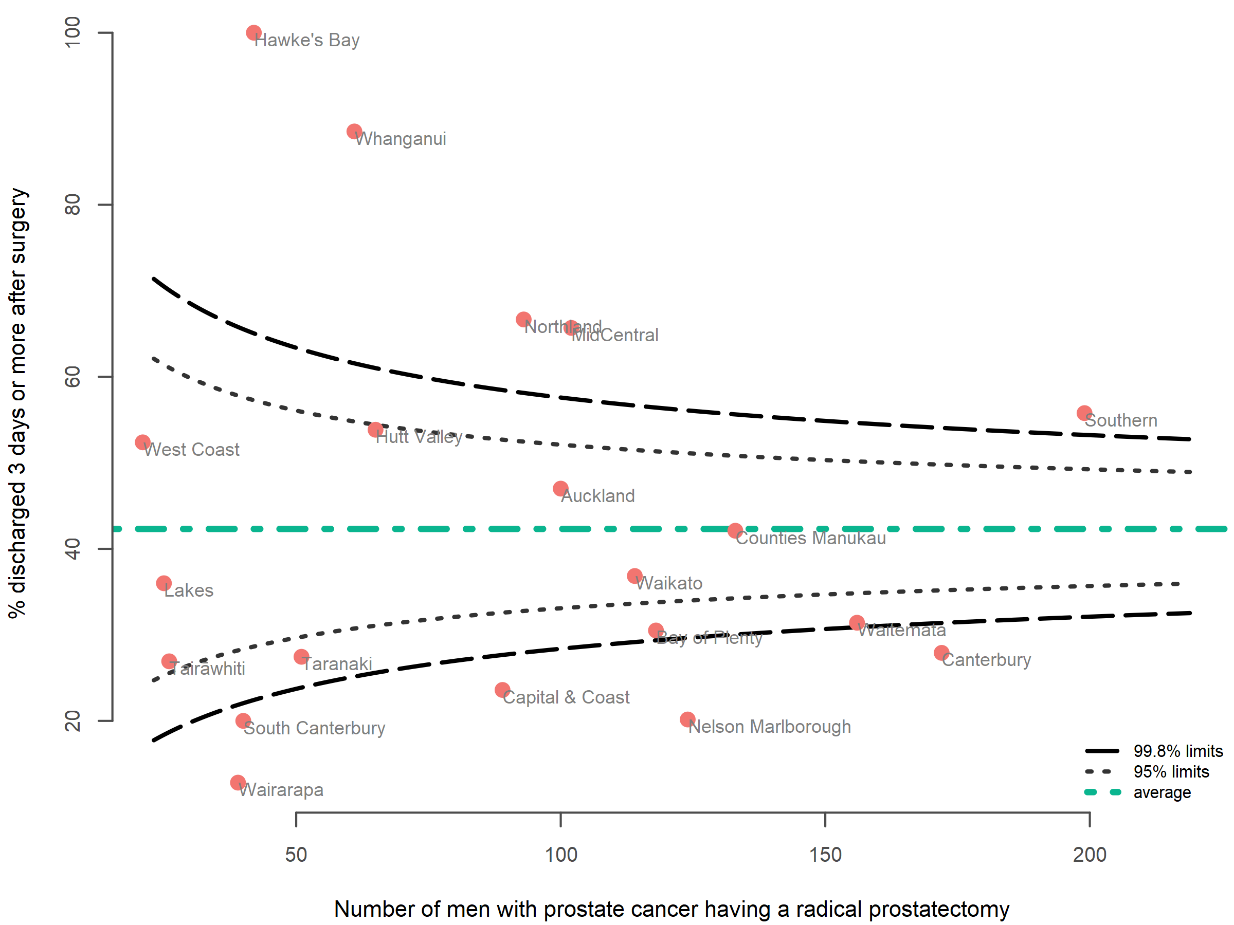 100
80
60
40
20
% discharged 3 days or more after surgery
Hawke's Bay
Whanganui
Northland
MidCentral
Southern
Hutt Valley
West Coast
Auckland
Counties Manukau
Lakes
Waikato
Bay of Plenty
Waitemata
Tairawhiti
Taranaki
Canterbury
Capital & Coast
South Canterbury
Nelson Marlborough
Wairarapa
99.8% limits
95% limits
average
50
100
150
200
Number of men with prostate cancer having a radical prostatectomy